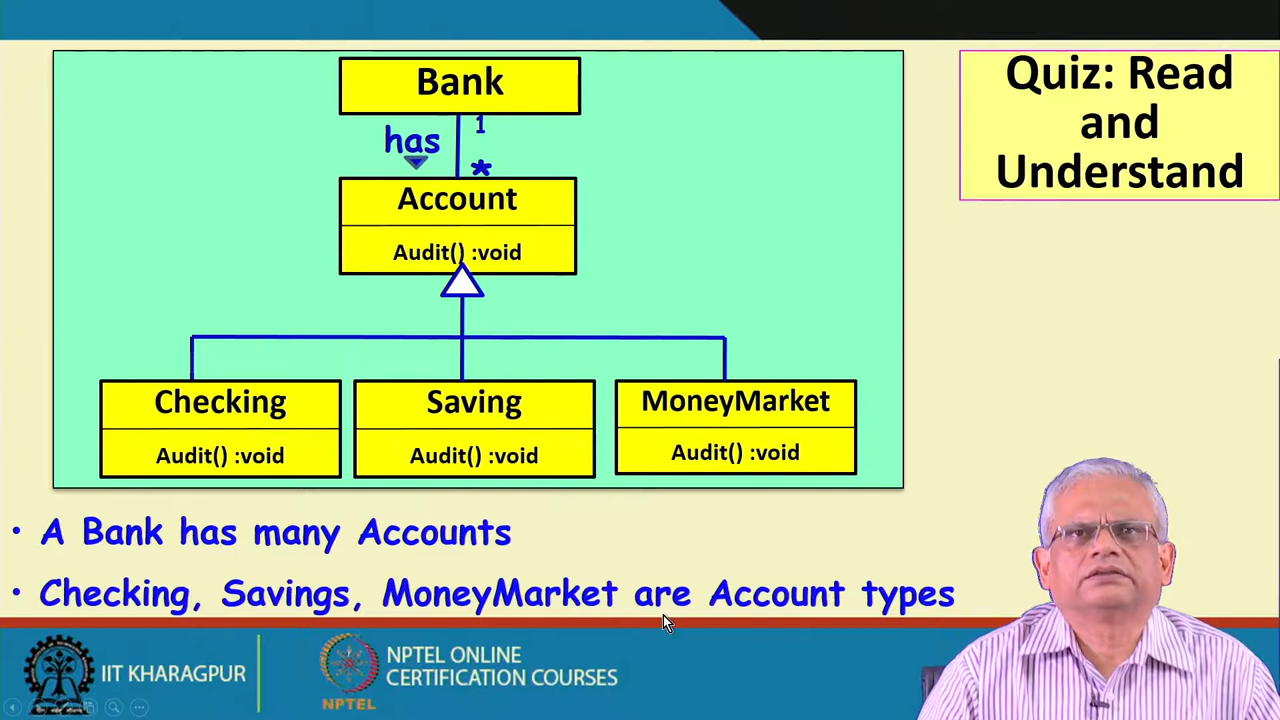 Bank
1
has
*
Account
Audit() :void
Checking
Audit() :void
Saving
Audit() :void
MoneyMarket
Audit() :void
Quiz: Read
and
Understand
• A Bank has many Accounts
• Checking, Savings, MoneyMarket are Account types
IIT KHARAGPUR
NPTEL
NPTEL ONLINE
CERTIFICATION COURSES